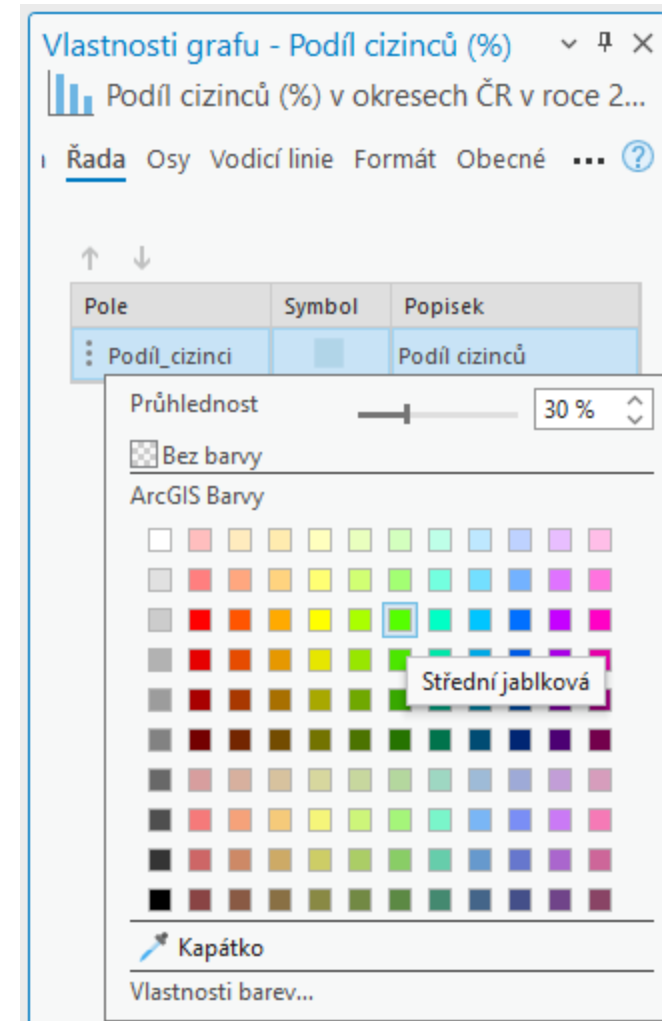 Vlastnosti grafu - Podíl cizinců (%)
Podíl cizinců (%) v okresech ČR v roce 2...
Řada Osy Vodicí linie Formát Obecné ... ?
Pole Symbol Popisek
Podíl_cizinci Podíl cizinců
Průhlednost 30 %
Bez barvy
ArcGIS Barvy
Střední jablková
Kapátko
Vlastnosti barev...